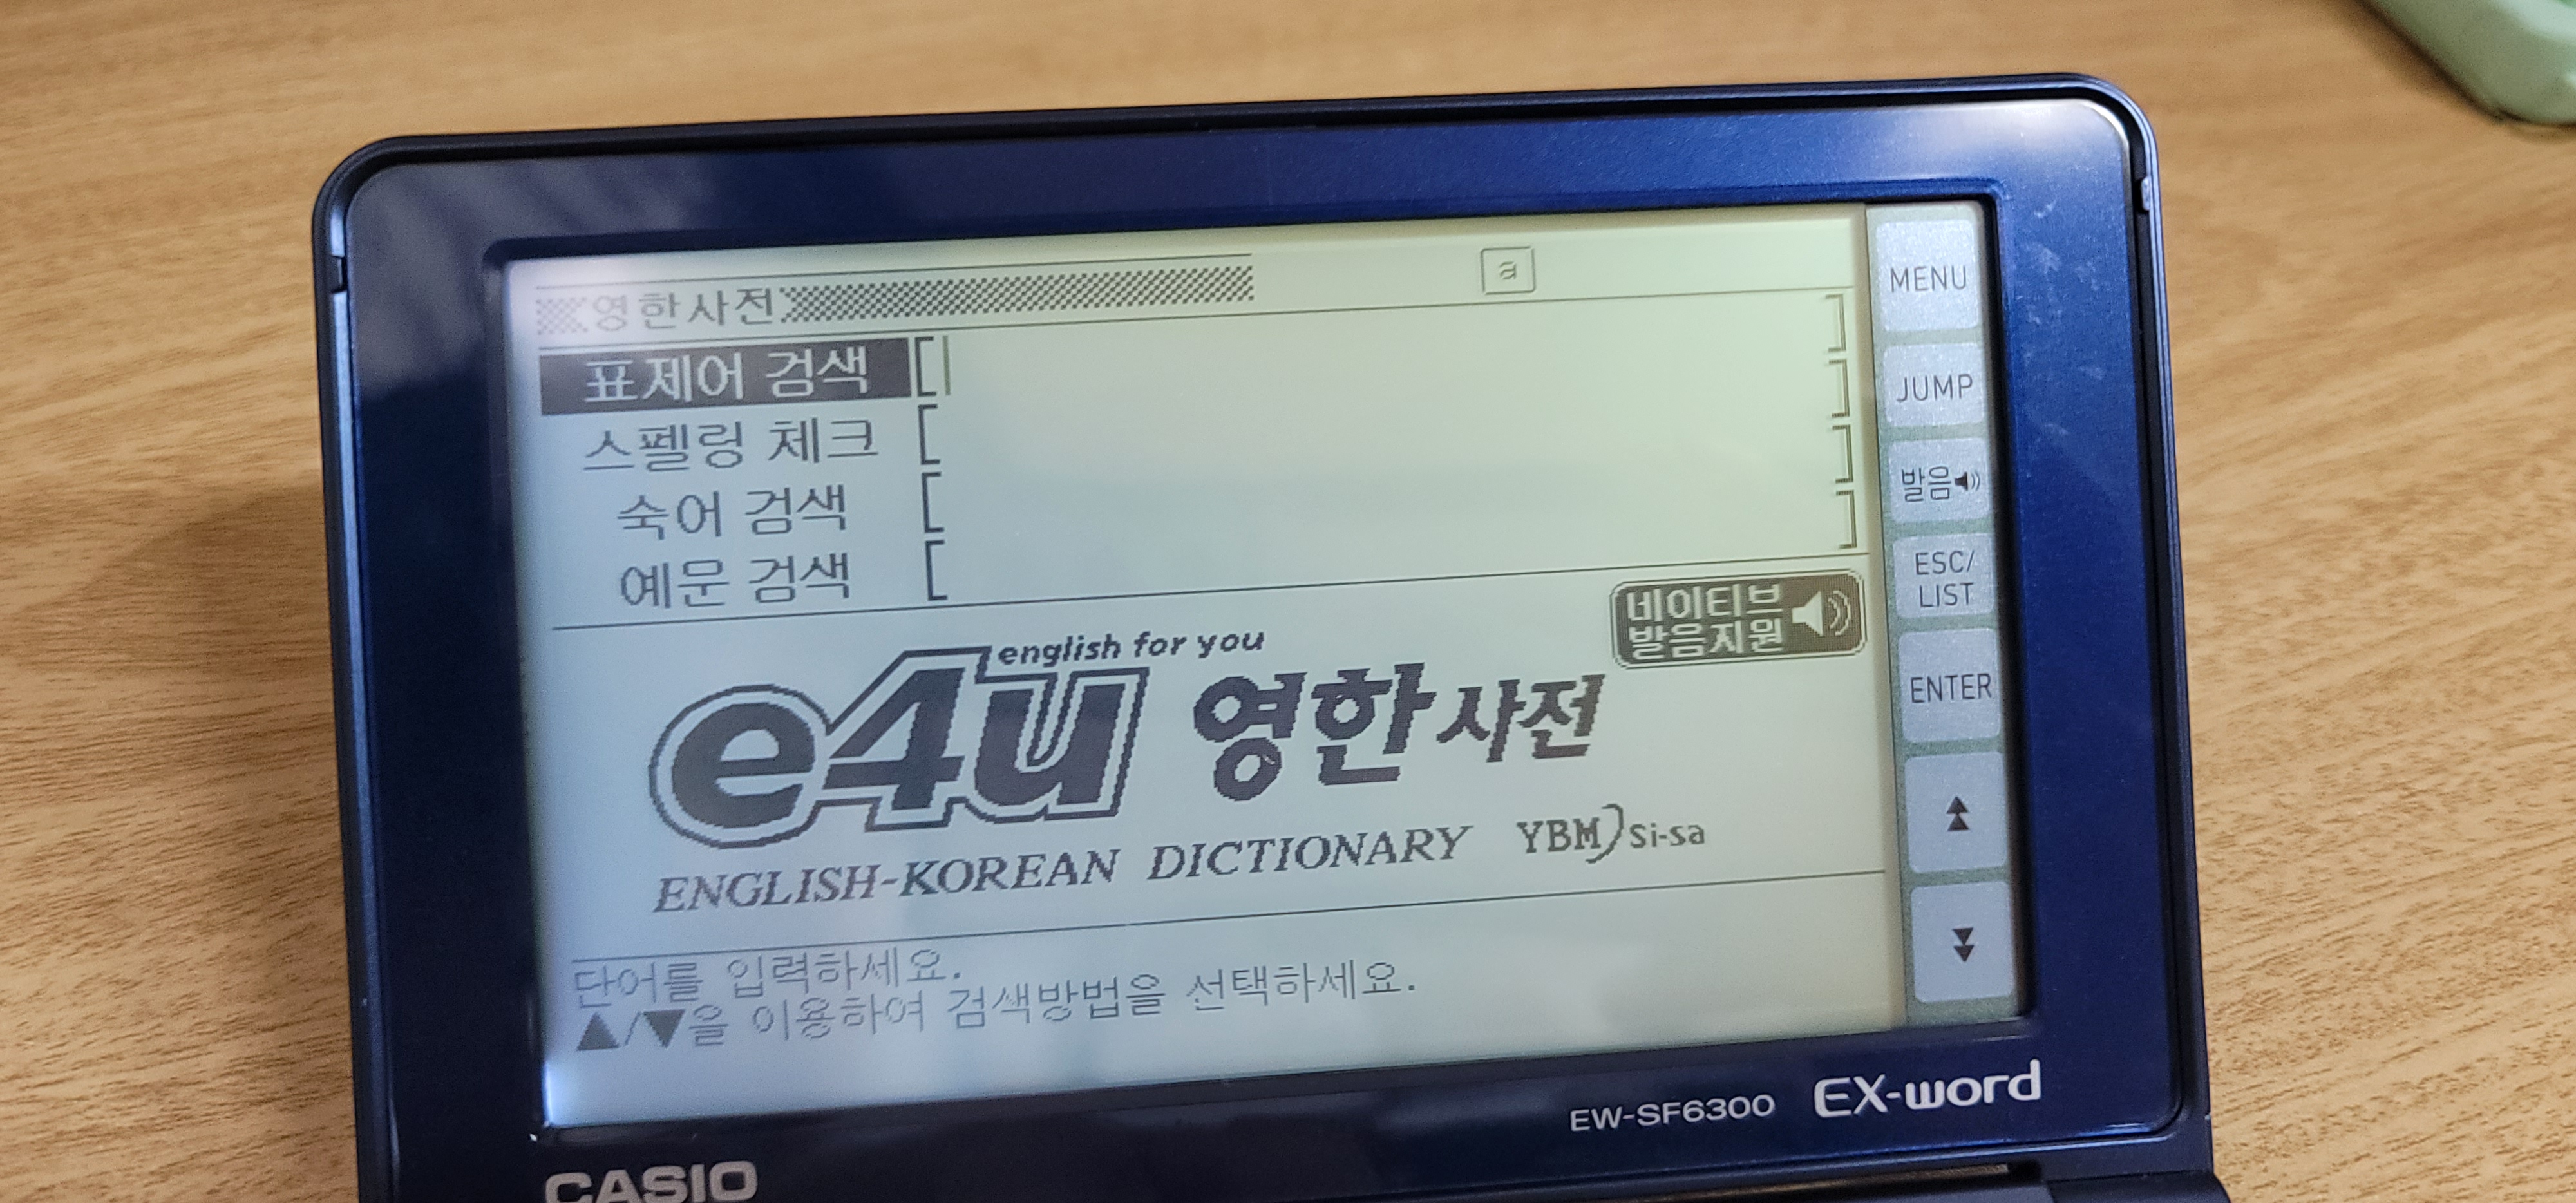 영한사전
a
표제어 검색 [ ]
스펠링 체크 [ ]
숙어 검색 [ ]
예문 검색 [ ]
네이티브
발음지원
english for you
e4u 영한사전
ENGLISH-KOREAN DICTIONARY YBM Si-sa
단어를 입력하세요.
▲/▼을 이용하여 검색방법을 선택하세요.
MENU
JUMP
발음
ESC/
LIST
ENTER
EW-SF6300 EX-word
CASIO